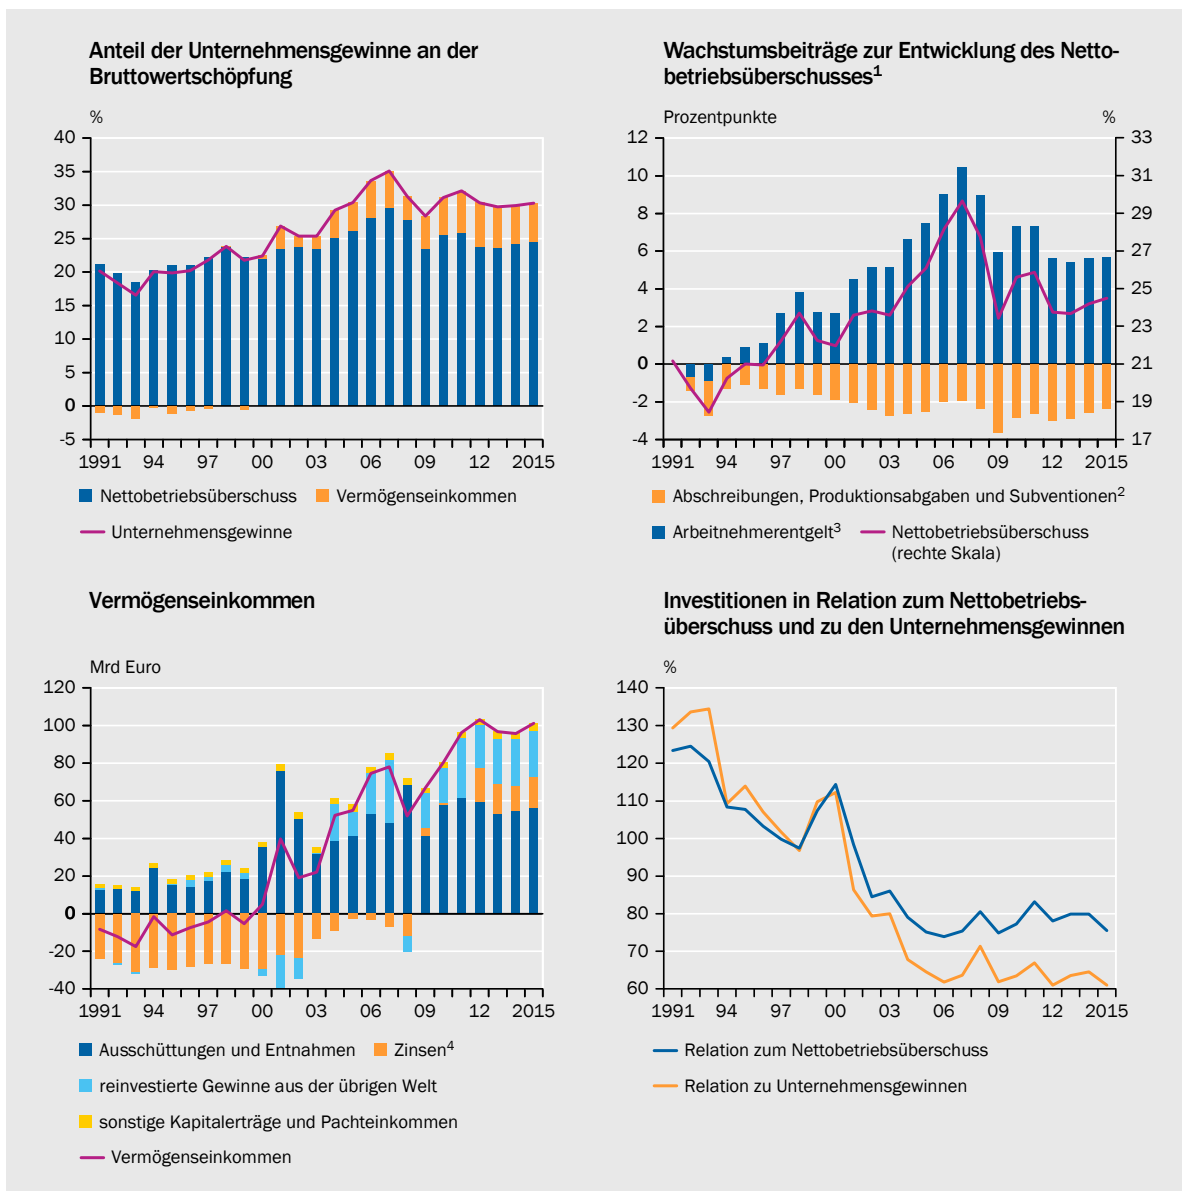 Anteil der Unternehmensgewinne an der
Bruttowertschöpfung
%
40
35
30
25
20
15
10
5
0
-5
1991 94 97 00 03 06 09 12 2015
Nettobetriebsüberschuss Vermögenseinkommen
Unternehmensgewinne
Wachstumsbeiträge zur Entwicklung des Netto-
betriebsüberschusses¹
Prozentpunkte %
12 33
10 31
8 29
6 27
4 25
2 23
0 21
-2 19
-4 17
1991 94 97 00 03 06 09 12 2015
Abschreibungen, Produktionsabgaben und Subventionen²
Arbeitnehmerentgelt³ Nettobetriebsüberschuss
(rechte Skala)
Vermögenseinkommen
Mrd Euro
120
100
80
60
40
20
0
-20
-40
1991 94 97 00 03 06 09 12 2015
Ausschüttungen und Entnahmen Zinsen⁴
reinvestierte Gewinne aus der übrigen Welt
sonstige Kapitalerträge und Pachteinkommen
Vermögenseinkommen
Investitionen in Relation zum Nettobetriebs-
überschuss und zu den Unternehmensgewinnen
%
140
130
120
110
100
90
80
70
60
1991 94 97 00 03 06 09 12 2015
Relation zum Nettobetriebsüberschuss
Relation zu Unternehmensgewinnen